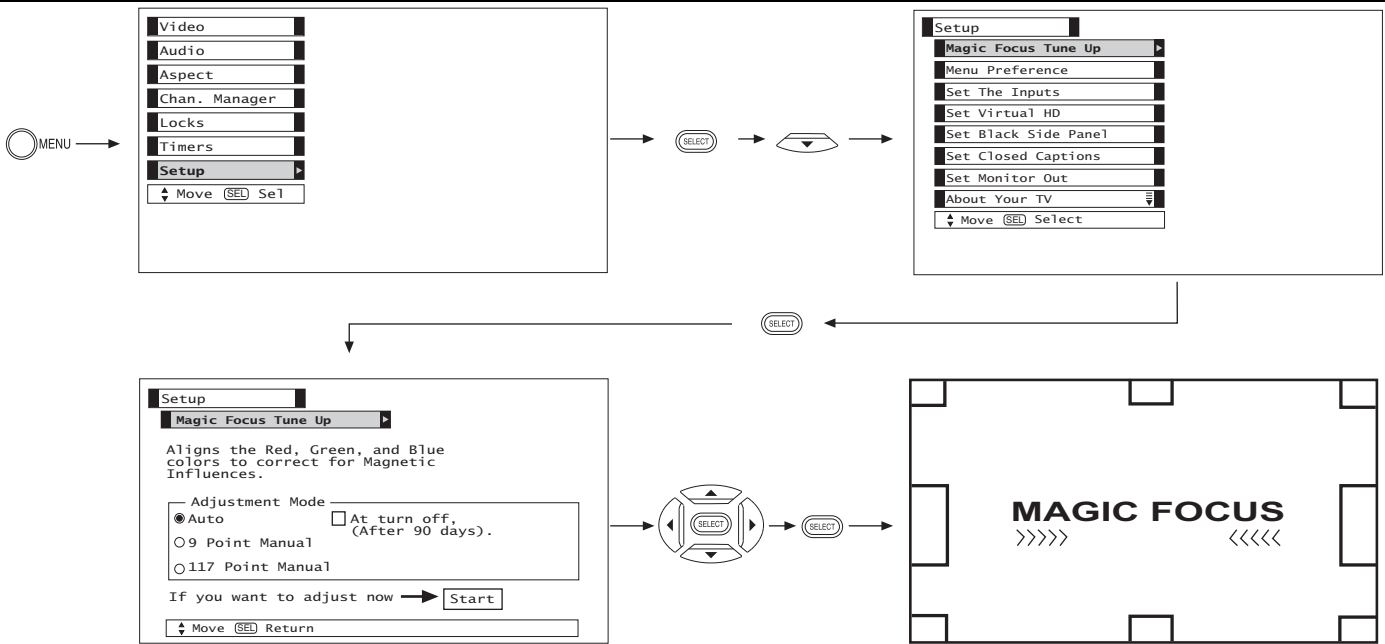 MENU
Video
Audio
Aspect
Chan. Manager
Locks
Timers
Setup
Move SEL Sel
SELECT
Setup
Magic Focus Tune Up
Menu Preference
Set The Inputs
Set Virtual HD
Set Black Side Panel
Set Closed Captions
Set Monitor Out
About Your TV
Move SEL Select
SELECT
Setup
Magic Focus Tune Up
Aligns the Red, Green, and Blue
colors to correct for Magnetic
Influences.
Adjustment Mode
Auto
At turn off,
(After 90 days).
9 Point Manual
117 Point Manual
If you want to adjust now Start
Move SEL Return
SELECT
SELECT
MAGIC FOCUS